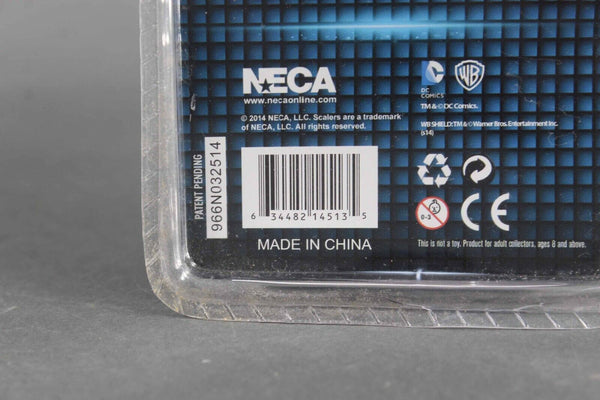 NECA
www.necaonline.com
© 2014 NECA, LLC. Scalers are a trademark
of NECA, LLC. All rights reserved.
DC
COMICS
WB
TM & © DC Comics.
WB SHIELD: TM & © Warner Bros. Entertainment Inc.
(s14)
PATENT PENDING
966N032514
6 34482 14513 5
MADE IN CHINA
0-3
CE
This is not a toy. Product for adult collectors, ages 8 and above.